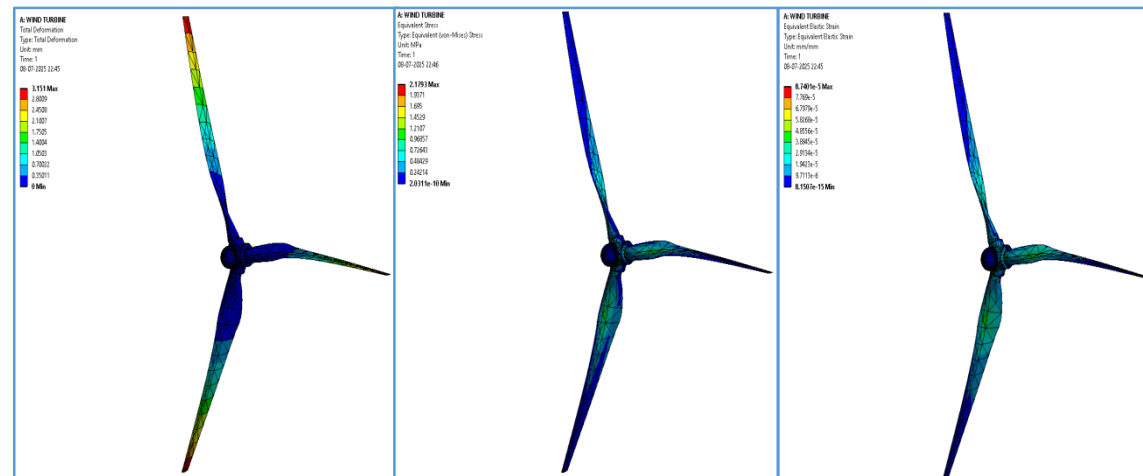 A: WIND TURBINE
Total Deformation
Type: Total Deformation
Unit: mm
Time: 1
08-07-2025 22:45
3.151 Max
2.8009
2.4508
2.1007
1.7505
1.4004
1.0503
0.70022
0.35011
0 Min
A: WIND TURBINE
Equivalent Stress
Type: Equivalent (von-Mises) Stress
Unit: MPa
Time: 1
08-07-2025 22:46
2.1793 Max
1.9371
1.695
1.4529
1.2107
0.96857
0.72643
0.48429
0.24214
2.0311e-10 Min
A: WIND TURBINE
Equivalent Elastic Strain
Type: Equivalent Elastic Strain
Unit: mm/mm
Time: 1
08-07-2025 22:45
8.7401e-5 Max
7.769e-5
6.7979e-5
5.8268e-5
4.8556e-5
3.8845e-5
2.9134e-5
1.9423e-5
9.7115e-6
8.1507e-15 Min